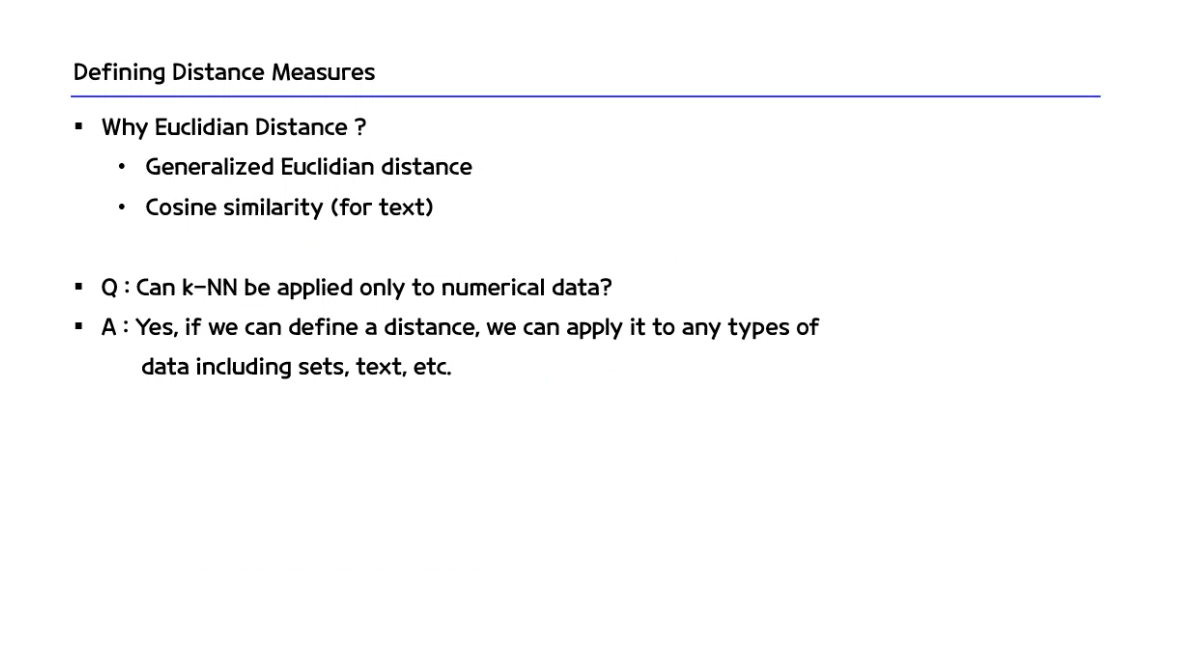 Defining Distance Measures
▪ Why Euclidian Distance ?
• Generalized Euclidian distance
• Cosine similarity (for text)
▪ Q : Can k-NN be applied only to numerical data?
▪ A : Yes, if we can define a distance, we can apply it to any types of
data including sets, text, etc.